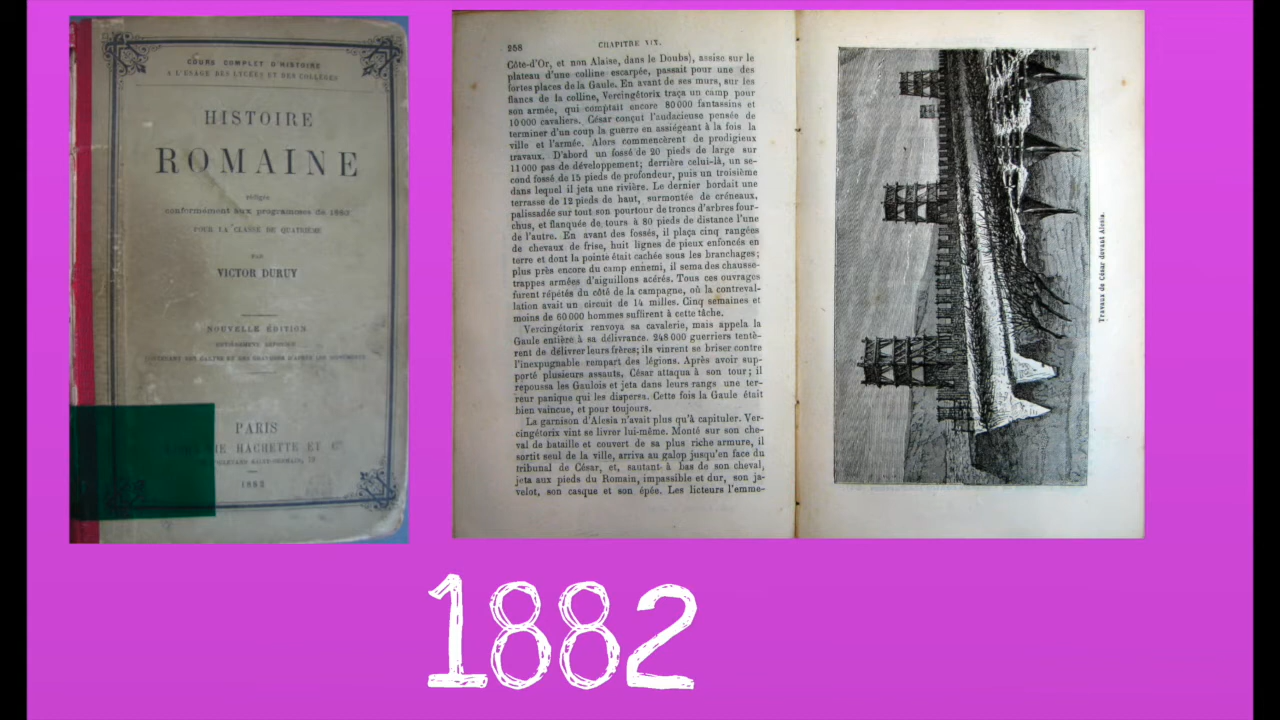 COURS COMPLET D'HISTOIRE
A L'USAGE DES LYCÉES ET DES COLLÈGES
HISTOIRE
ROMAINE
rédigée
conformément aux programmes de 1882
POUR LA CLASSE DE QUATRIÈME
PAR
VICTOR DURUY
NOUVELLE ÉDITION
ENTIÈREMENT REFONDUE
CONTENANT DES CARTES ET DES GRAVURES D'APRÈS LES MONUMENTS
PARIS
HACHETTE ET Cie
BOULEVARD SAINT-GERMAIN, 79
258
CHAPITRE XIX.
Côte-d'Or, et non Alaise, dans le Doubs), assise sur le
plateau d'une colline escarpée, passait pour une des
fortes places de la Gaule. En avant de ses murs, sur les
flancs de la colline, Vercingétorix traça un camp pour
son armée, qui comptait encore 80 000 fantassins et
10 000 cavaliers. César conçut l'audacieuse pensée de
terminer d'un coup la guerre en assiégeant à la fois la
ville et l'armée. Alors commencèrent de prodigieux
travaux. D'abord un fossé de 20 pieds de large sur
11 000 pas de développement; derrière celui-là, un se-
cond fossé de 15 pieds de profondeur, puis un troisième
dans lequel il jeta une rivière. Le dernier bordait une
terrasse de 12 pieds de haut, surmontée de créneaux,
palissadée sur tout son pourtour de troncs d'arbres four-
chus, et flanquée de tours à 80 pieds de distance l'une
de l'autre. En avant des fossés, il plaça cinq rangées
de chevaux de frise, huit lignes de pieux enfoncés en
terre et dont la pointe était cachée sous les branchages;
plus près encore du camp ennemi, il sema des chausse-
trappes armées d'aiguillons acérés. Tous ces ouvrages
furent répétés du côté de la campagne, où la contreval-
lation avait un circuit de 14 milles. Cinq semaines et
moins de 60 000 hommes suffirent à cette tâche.
Vercingétorix renvoya sa cavalerie, mais appela la
Gaule entière à sa délivrance. 248 000 guerriers tentè-
rent de délivrer leurs frères; ils vinrent se briser contre
l'inexpugnable rempart des légions. Après avoir sup-
porté plusieurs assauts, César attaqua à son tour; il
repoussa les Gaulois et jeta dans leurs rangs une ter-
reur panique qui les dispersa. Cette fois la Gaule était
bien vaincue, et pour toujours.
La garnison d'Alesia n'avait plus qu'à capituler. Ver-
cingétorix vint se livrer lui-même. Monté sur son che-
val de bataille et couvert de sa plus riche armure, il
sortit seul de la ville, arriva au galop jusqu'en face du
tribunal de César, et, sautant à bas de son cheval,
jeta aux pieds du Romain, impassible et dur, son ja-
velot, son casque et son épée. Les licteurs l'emme-
Travaux de César devant Alesia.
1882